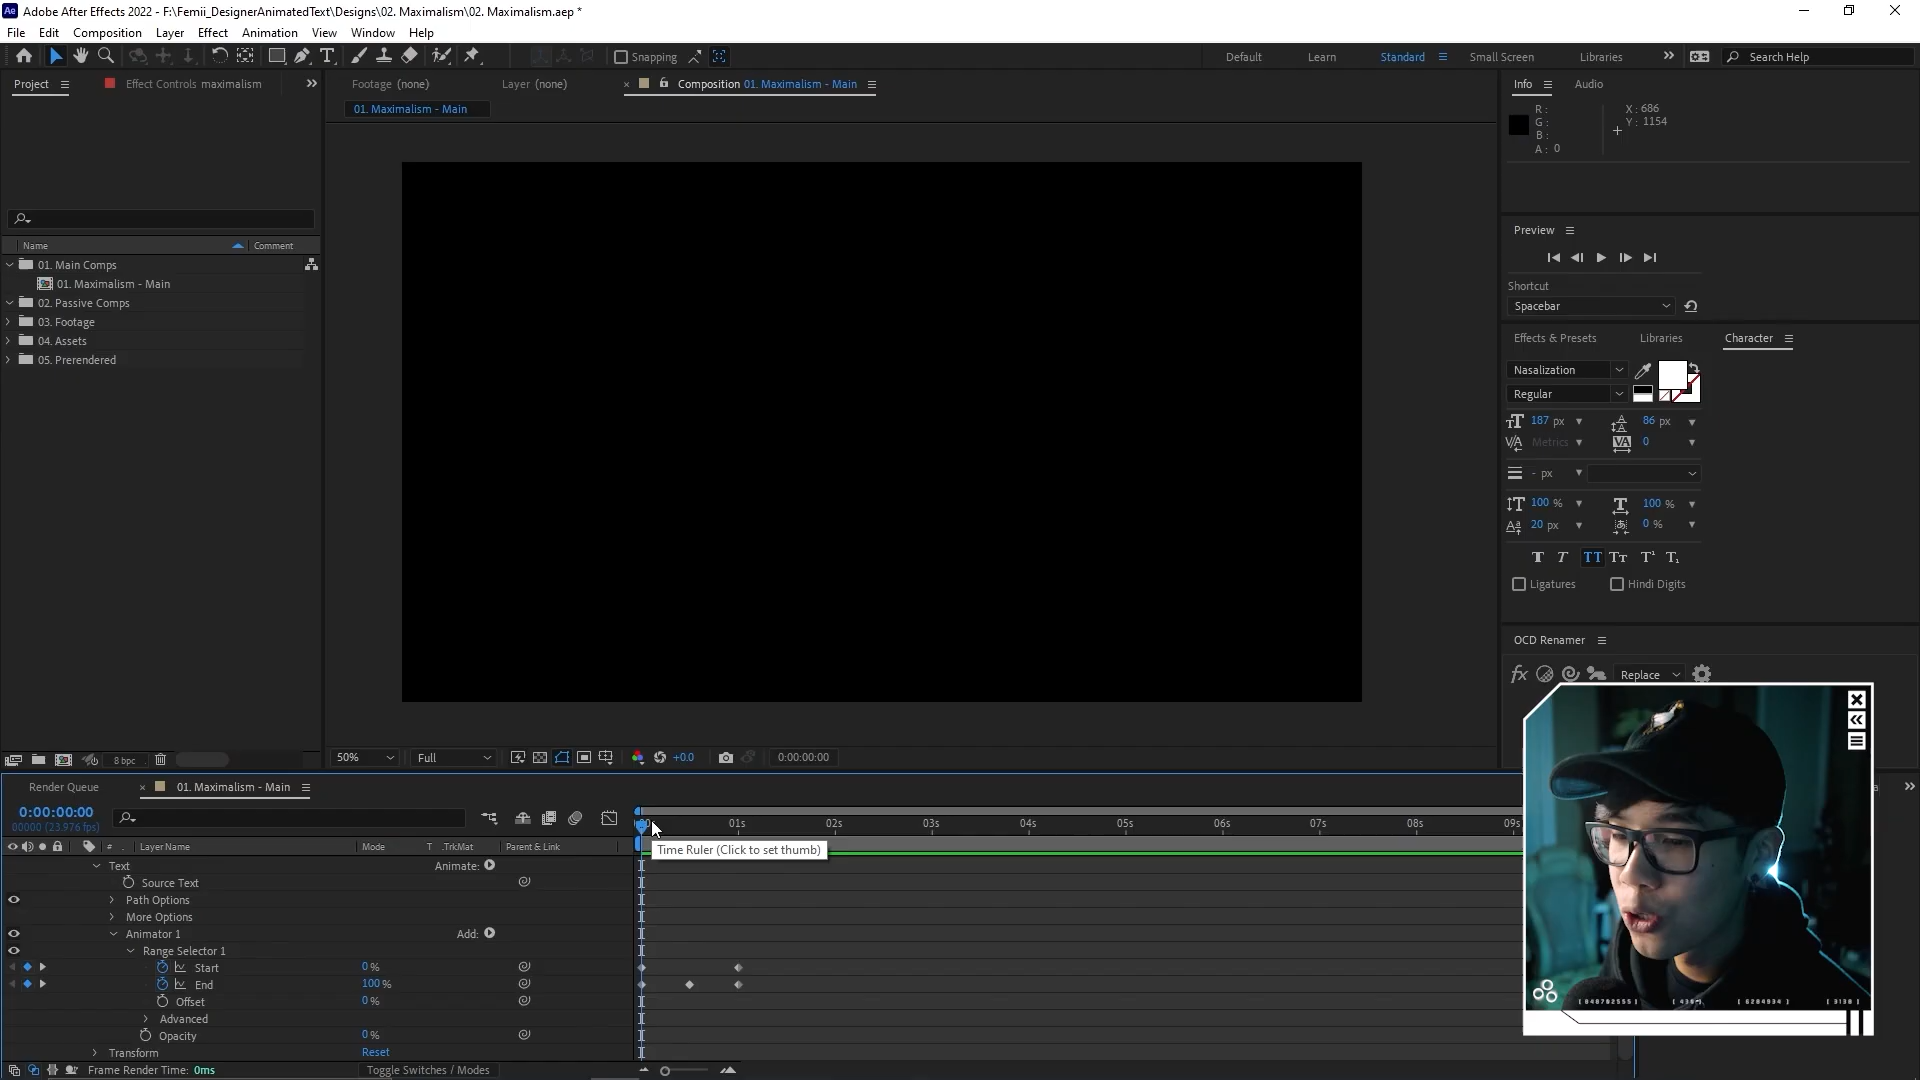 Ae Adobe After Effects 2022 - F:\Femii_DesignerAnimatedText\Designs\02. Maximalism\02. Maximalism.aep *
File Edit Composition Layer Effect Animation View Window Help
Snapping
Default Learn Standard Small Screen Libraries Search Help
Project Effect Controls maximalism
Footage (none) Layer (none) Composition 01. Maximalism - Main
01. Maximalism - Main
Info Audio
R :
G :
B :
A : 0
X : 686
Y : 1154
Name Comment
01. Main Comps
01. Maximalism - Main
02. Passive Comps
03. Footage
04. Assets
05. Prerendered
Preview
Shortcut
Spacebar
Effects & Presets Libraries Character
Nasalization
Regular
187 px 86 px
Metrics 0
- px
100 % 100 %
20 px 0 %
T T TT Tt T¹ T₁
Ligatures Hindi Digits
OCD Renamer
fx Replace
8 bpc
50% Full +0.0 0:00:00:00
Render Queue 01. Maximalism - Main
0:00:00:00
00000 (23.976 fps)
01s 02s 03s 04s 05s 06s 07s 08s 09s
Time Ruler (Click to set thumb)
# . Layer Name Mode T .TrkMat Parent & Link
Text Animate:
Source Text
Path Options
More Options
Animator 1 Add:
Range Selector 1
Start 0 %
End 100 %
Offset 0 %
Advanced
Opacity 0 %
Transform Reset
Frame Render Time: 0ms Toggle Switches / Modes